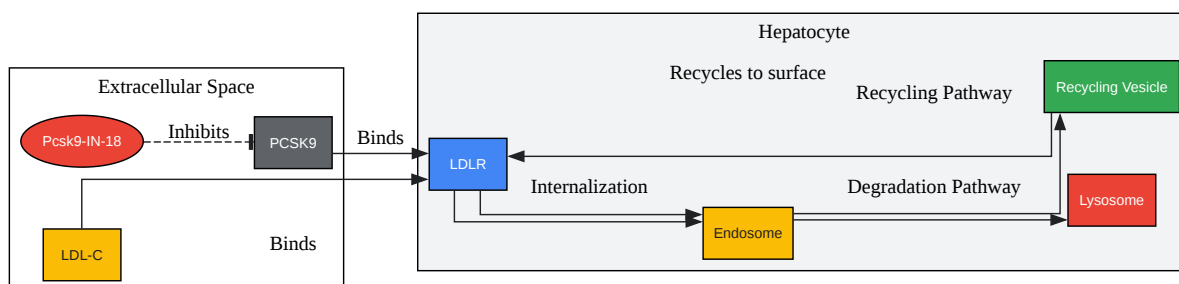 Hepatocyte
Extracellular Space
Recycles to surface
Recycling Pathway
Recycling Vesicle
Pcsk9-IN-18
Inhibits
PCSK9
Binds
LDLR
Internalization
Degradation Pathway
Lysosome
LDL-C
Binds
Endosome